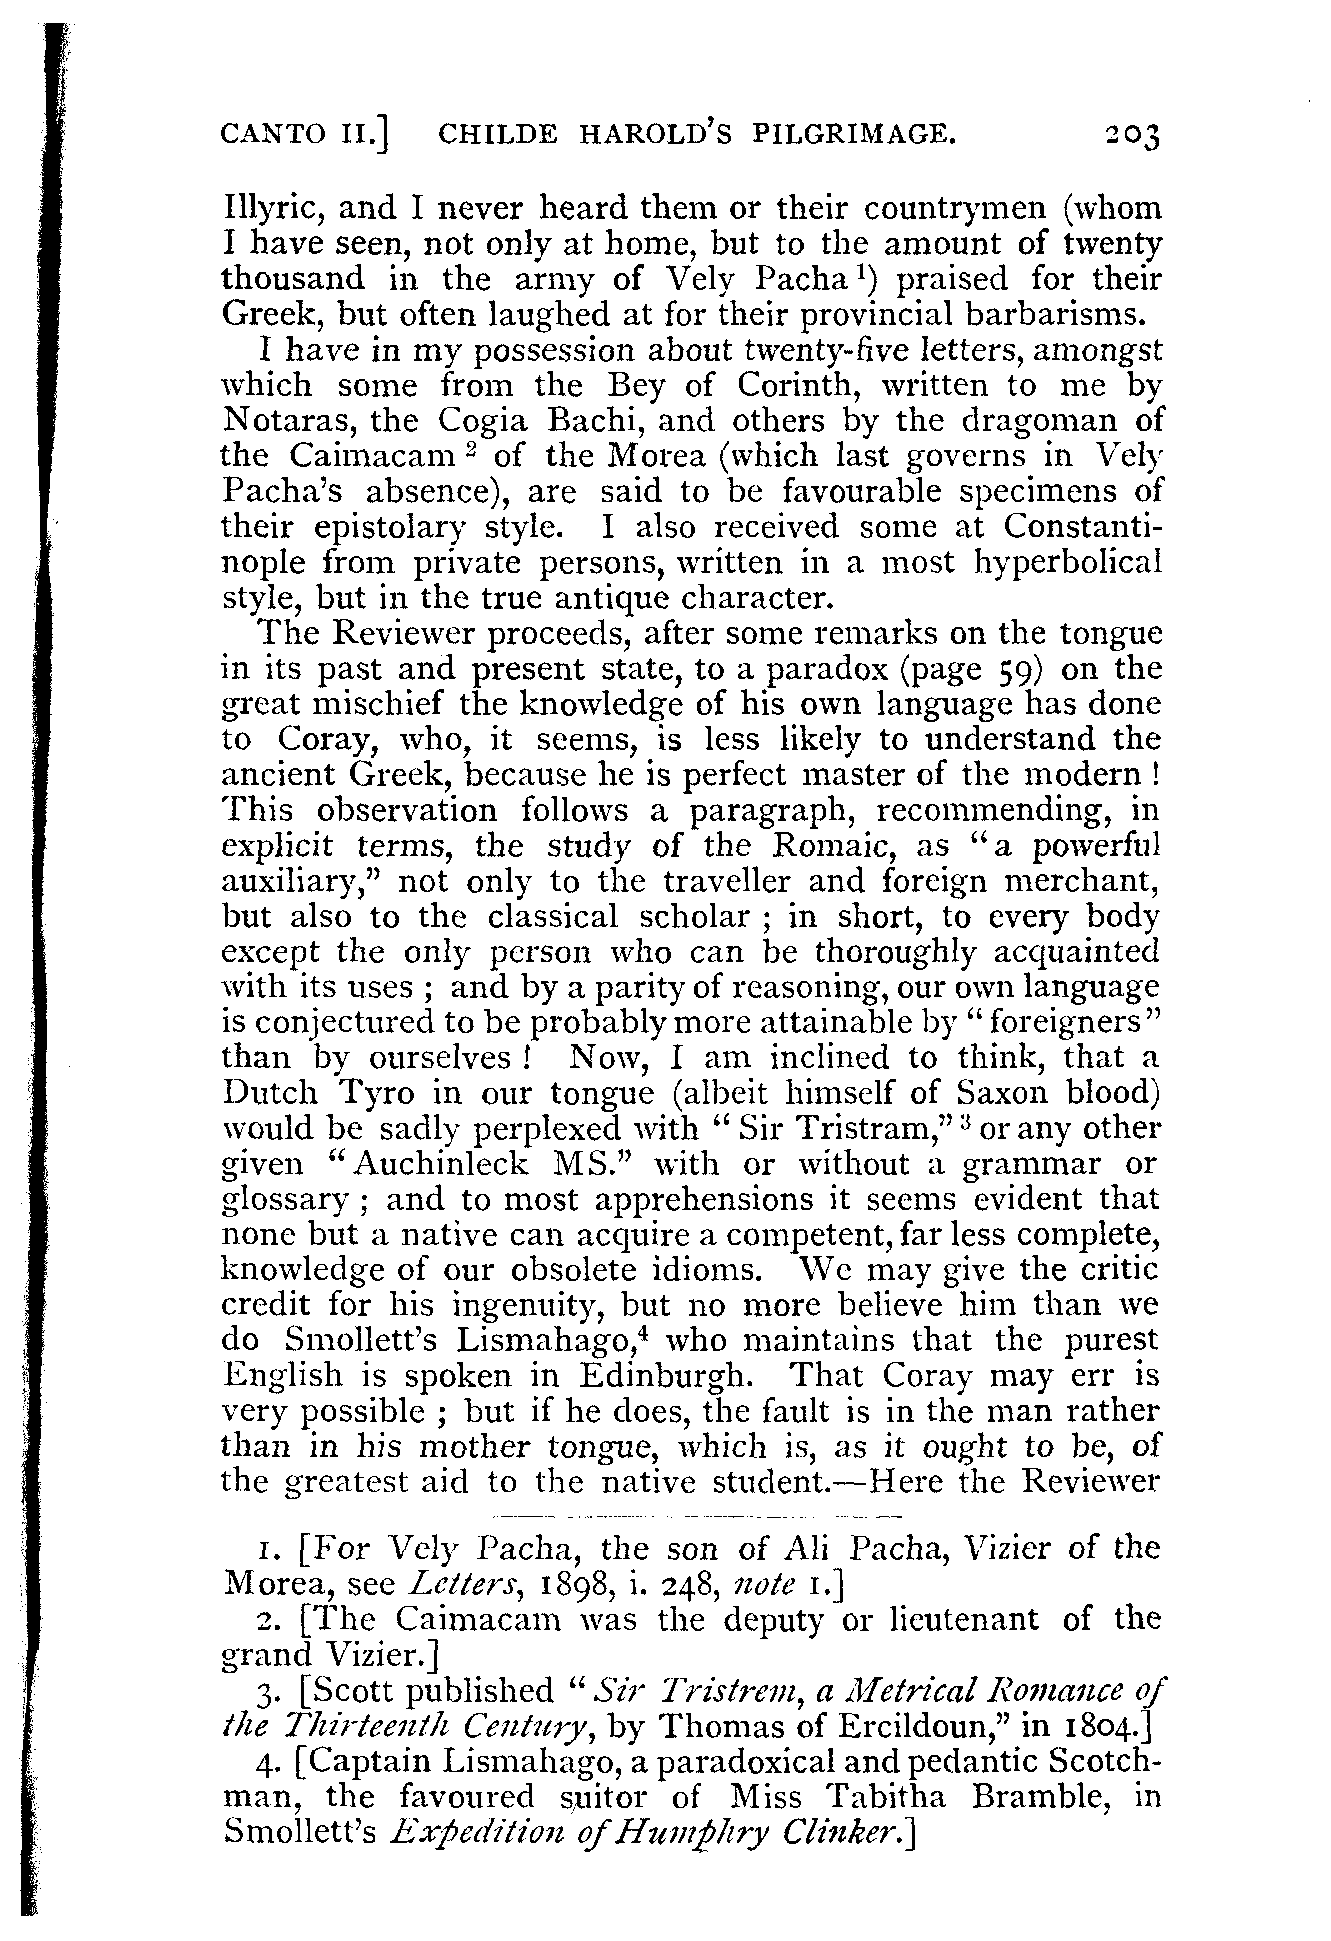 CANTO II.] CHILDE HAROLD'S PILGRIMAGE. 203
Illyric, and I never heard them or their countrymen (whom
I have seen, not only at home, but to the amount of twenty
thousand in the army of Vely Pacha ¹) praised for their
Greek, but often laughed at for their provincial barbarisms.
I have in my possession about twenty-five letters, amongst
which some from the Bey of Corinth, written to me by
Notaras, the Cogia Bachi, and others by the dragoman of
the Caimacam ² of the Morea (which last governs in Vely
Pacha's absence), are said to be favourable specimens of
their epistolary style. I also received some at Constanti-
nople from private persons, written in a most hyperbolical
style, but in the true antique character.
The Reviewer proceeds, after some remarks on the tongue
in its past and present state, to a paradox (page 59) on the
great mischief the knowledge of his own language has done
to Coray, who, it seems, is less likely to understand the
ancient Greek, because he is perfect master of the modern !
This observation follows a paragraph, recommending, in
explicit terms, the study of the Romaic, as "a powerful
auxiliary," not only to the traveller and foreign merchant,
but also to the classical scholar ; in short, to every body
except the only person who can be thoroughly acquainted
with its uses ; and by a parity of reasoning, our own language
is conjectured to be probably more attainable by "foreigners"
than by ourselves ! Now, I am inclined to think, that a
Dutch Tyro in our tongue (albeit himself of Saxon blood)
would be sadly perplexed with "Sir Tristram," ³ or any other
given "Auchinleck MS." with or without a grammar or
glossary ; and to most apprehensions it seems evident that
none but a native can acquire a competent, far less complete,
knowledge of our obsolete idioms. We may give the critic
credit for his ingenuity, but no more believe him than we
do Smollett's Lismahago,⁴ who maintains that the purest
English is spoken in Edinburgh. That Coray may err is
very possible ; but if he does, the fault is in the man rather
than in his mother tongue, which is, as it ought to be, of
the greatest aid to the native student.—Here the Reviewer
1. [For Vely Pacha, the son of Ali Pacha, Vizier of the
Morea, see Letters, 1898, i. 248, note 1.]
2. [The Caimacam was the deputy or lieutenant of the
grand Vizier.]
3. [Scott published "Sir Tristrem, a Metrical Romance of
the Thirteenth Century, by Thomas of Ercildoun," in 1804.]
4. [Captain Lismahago, a paradoxical and pedantic Scotch-
man, the favoured suitor of Miss Tabitha Bramble, in
Smollett's Expedition of Humphry Clinker.]